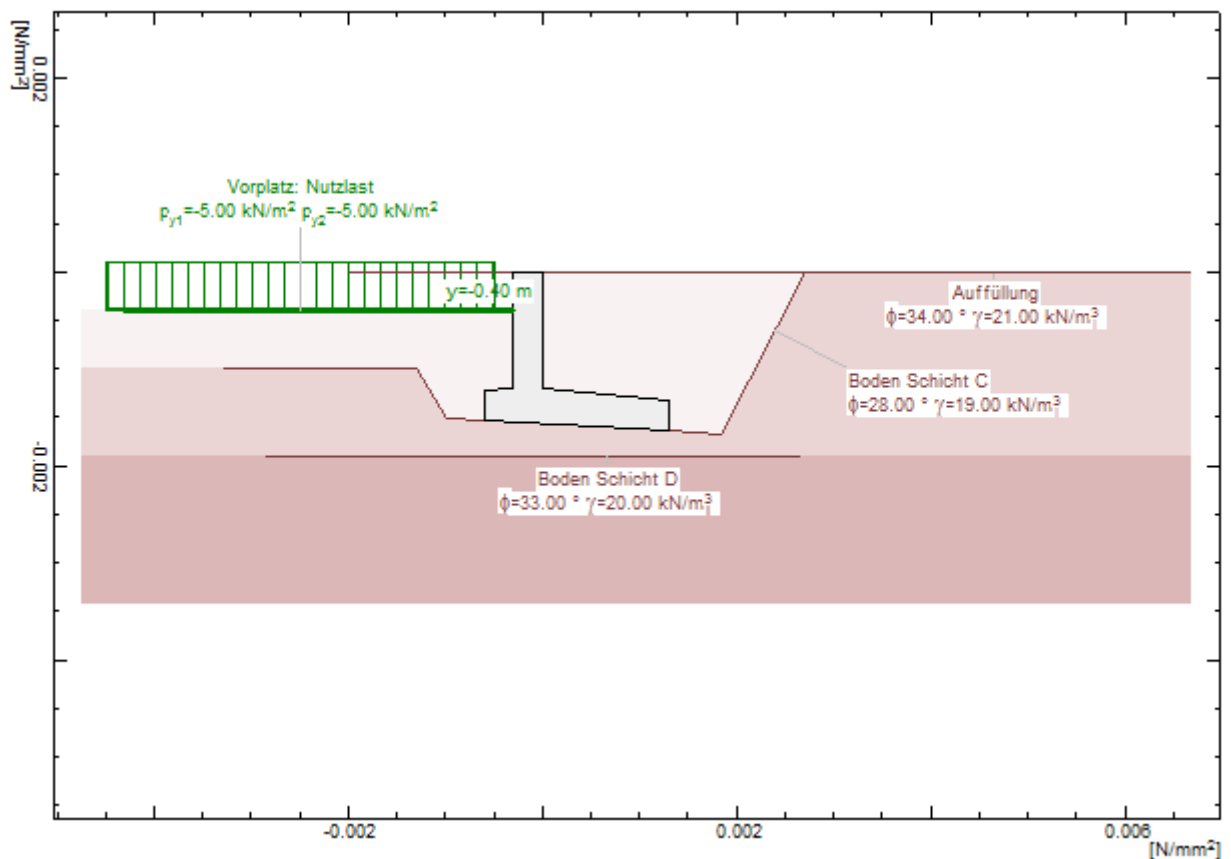 [N/mm²]
0.002
Vorplatz: Nutzlast
py1=-5.00 kN/m² py2=-5.00 kN/m²
y=-0.40 m
Auffüllung
ϕ=34.00 ° γ=21.00 kN/m³
Boden Schicht C
ϕ=28.00 ° γ=19.00 kN/m³
-0.002
Boden Schicht D
ϕ=33.00 ° γ=20.00 kN/m³
-0.002
0.002
0.006
[N/mm²]